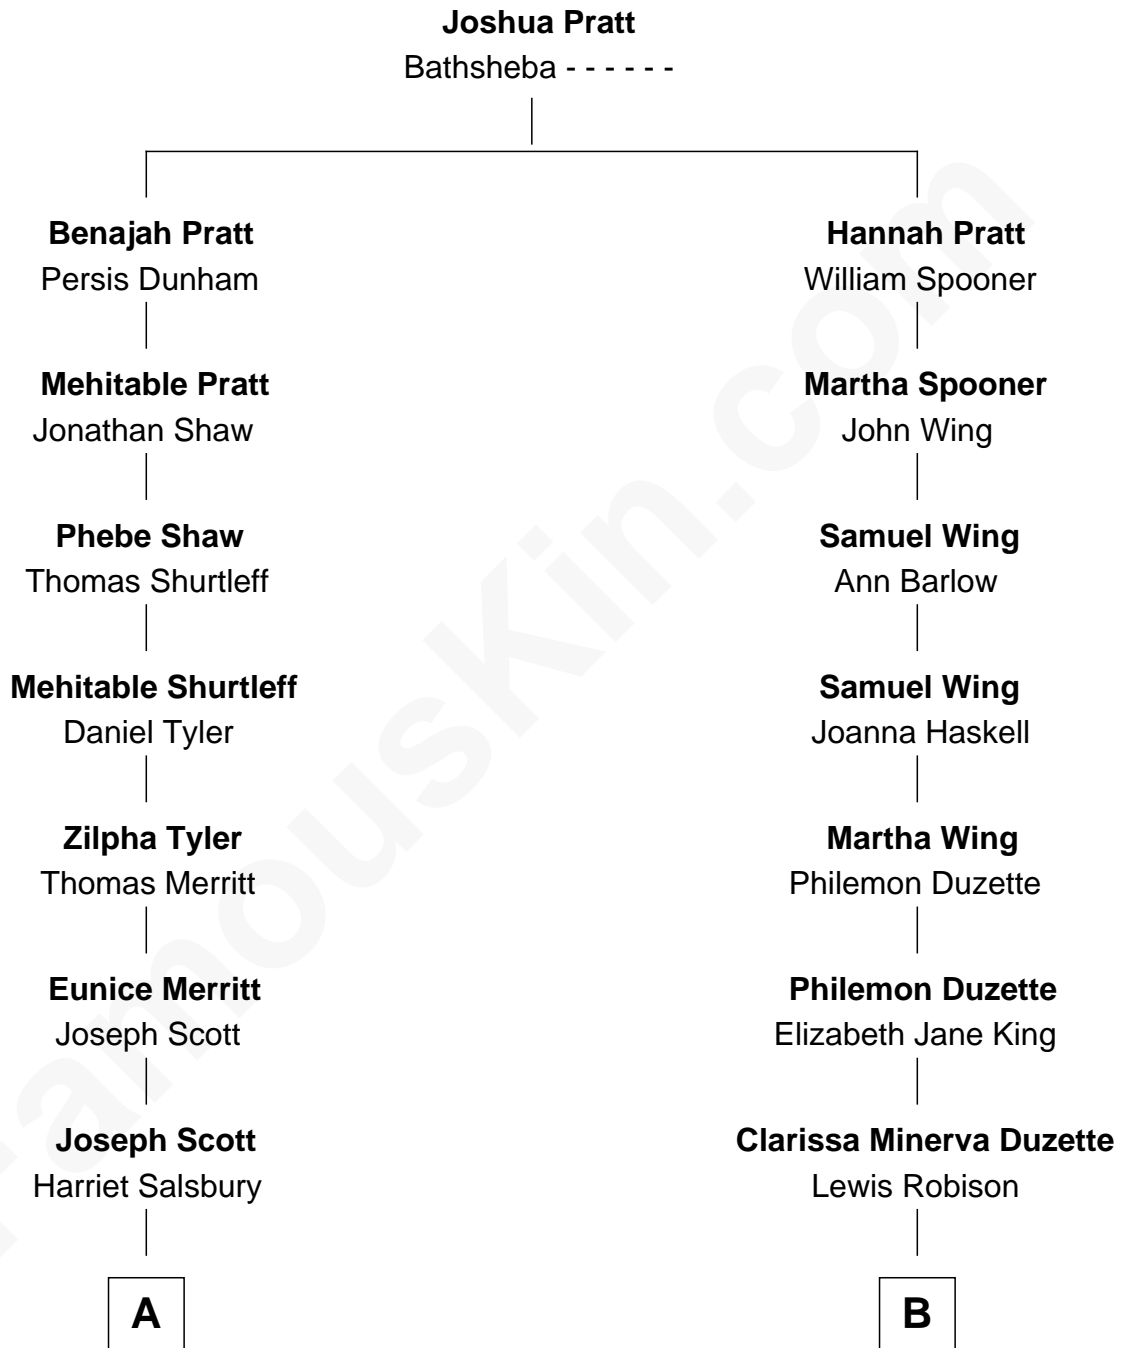 Joshua Pratt
Bathsheba - - - - - -
Benajah Pratt
Persis Dunham
Hannah Pratt
William Spooner
Mehitable Pratt
Jonathan Shaw
Martha Spooner
John Wing
Phebe Shaw
Thomas Shurtleff
Samuel Wing
Ann Barlow
Mehitable Shurtleff
Daniel Tyler
Samuel Wing
Joanna Haskell
Zilpha Tyler
Thomas Merritt
Martha Wing
Philemon Duzette
Eunice Merritt
Joseph Scott
Philemon Duzette
Elizabeth Jane King
Joseph Scott
Harriet Salsbury
Clarissa Minerva Duzette
Lewis Robison
A
B
FamousKin.com